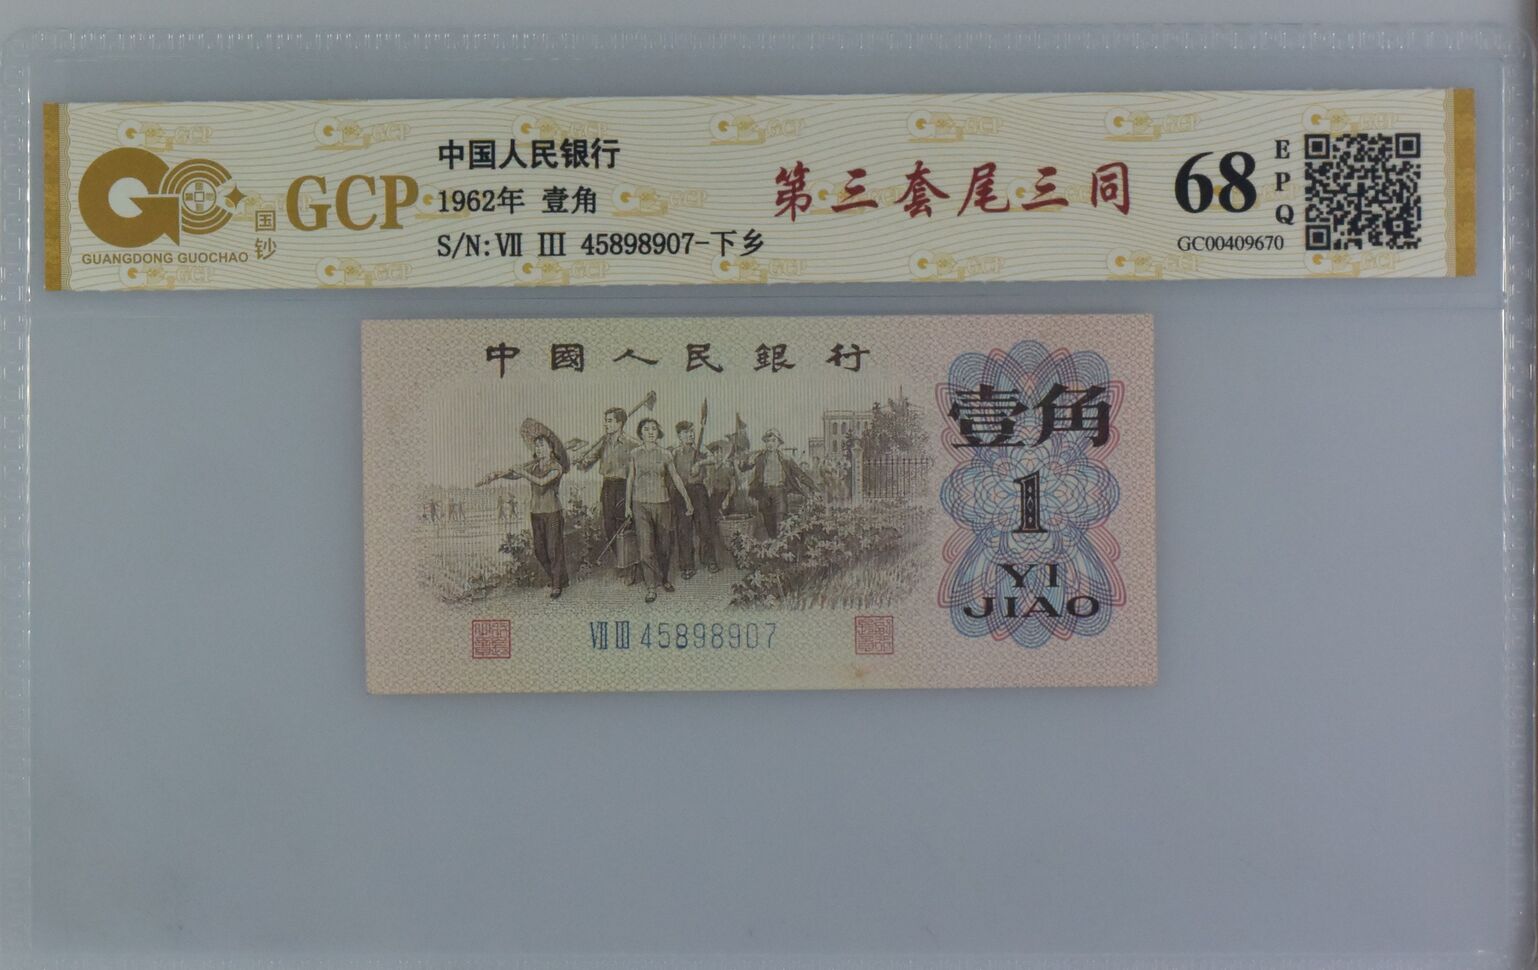 GCP
GUANGDONG GUOCHAO
国钞
中国人民银行
1962年 壹角
S/N:Ⅶ Ⅲ 45898907-下乡
第三套尾三同
68
EPQ
GC00409670
中國人民銀行
壹角
1
YI
JIAO
Ⅶ Ⅲ 45898907